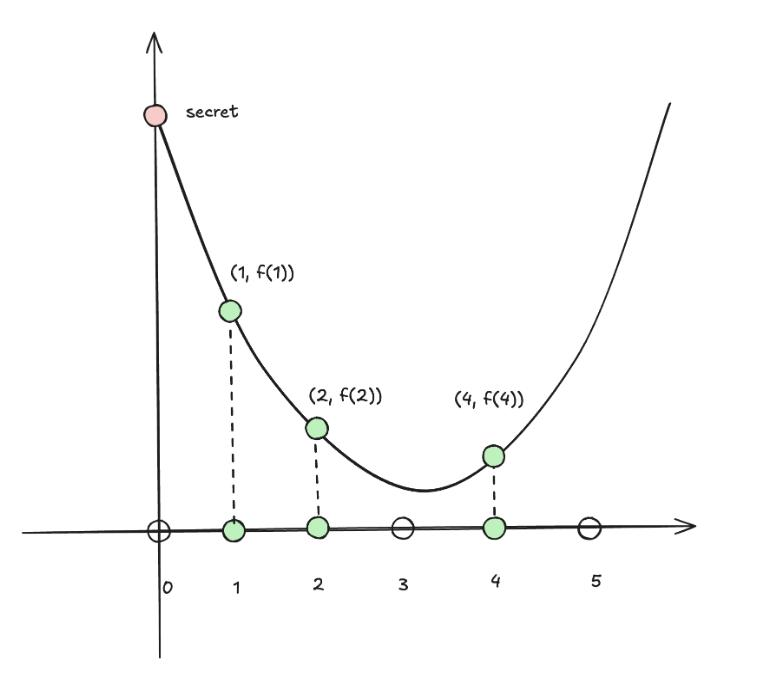 secret
(1, f(1))
(2, f(2))
(4, f(4))
0 1 2 3 4 5